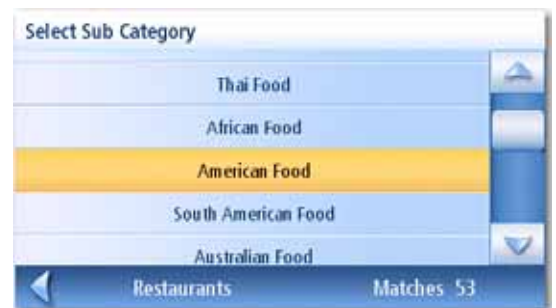 Select Sub Category
Thai Food
African Food
American Food
South American Food
Australian Food
Restaurants Matches 53